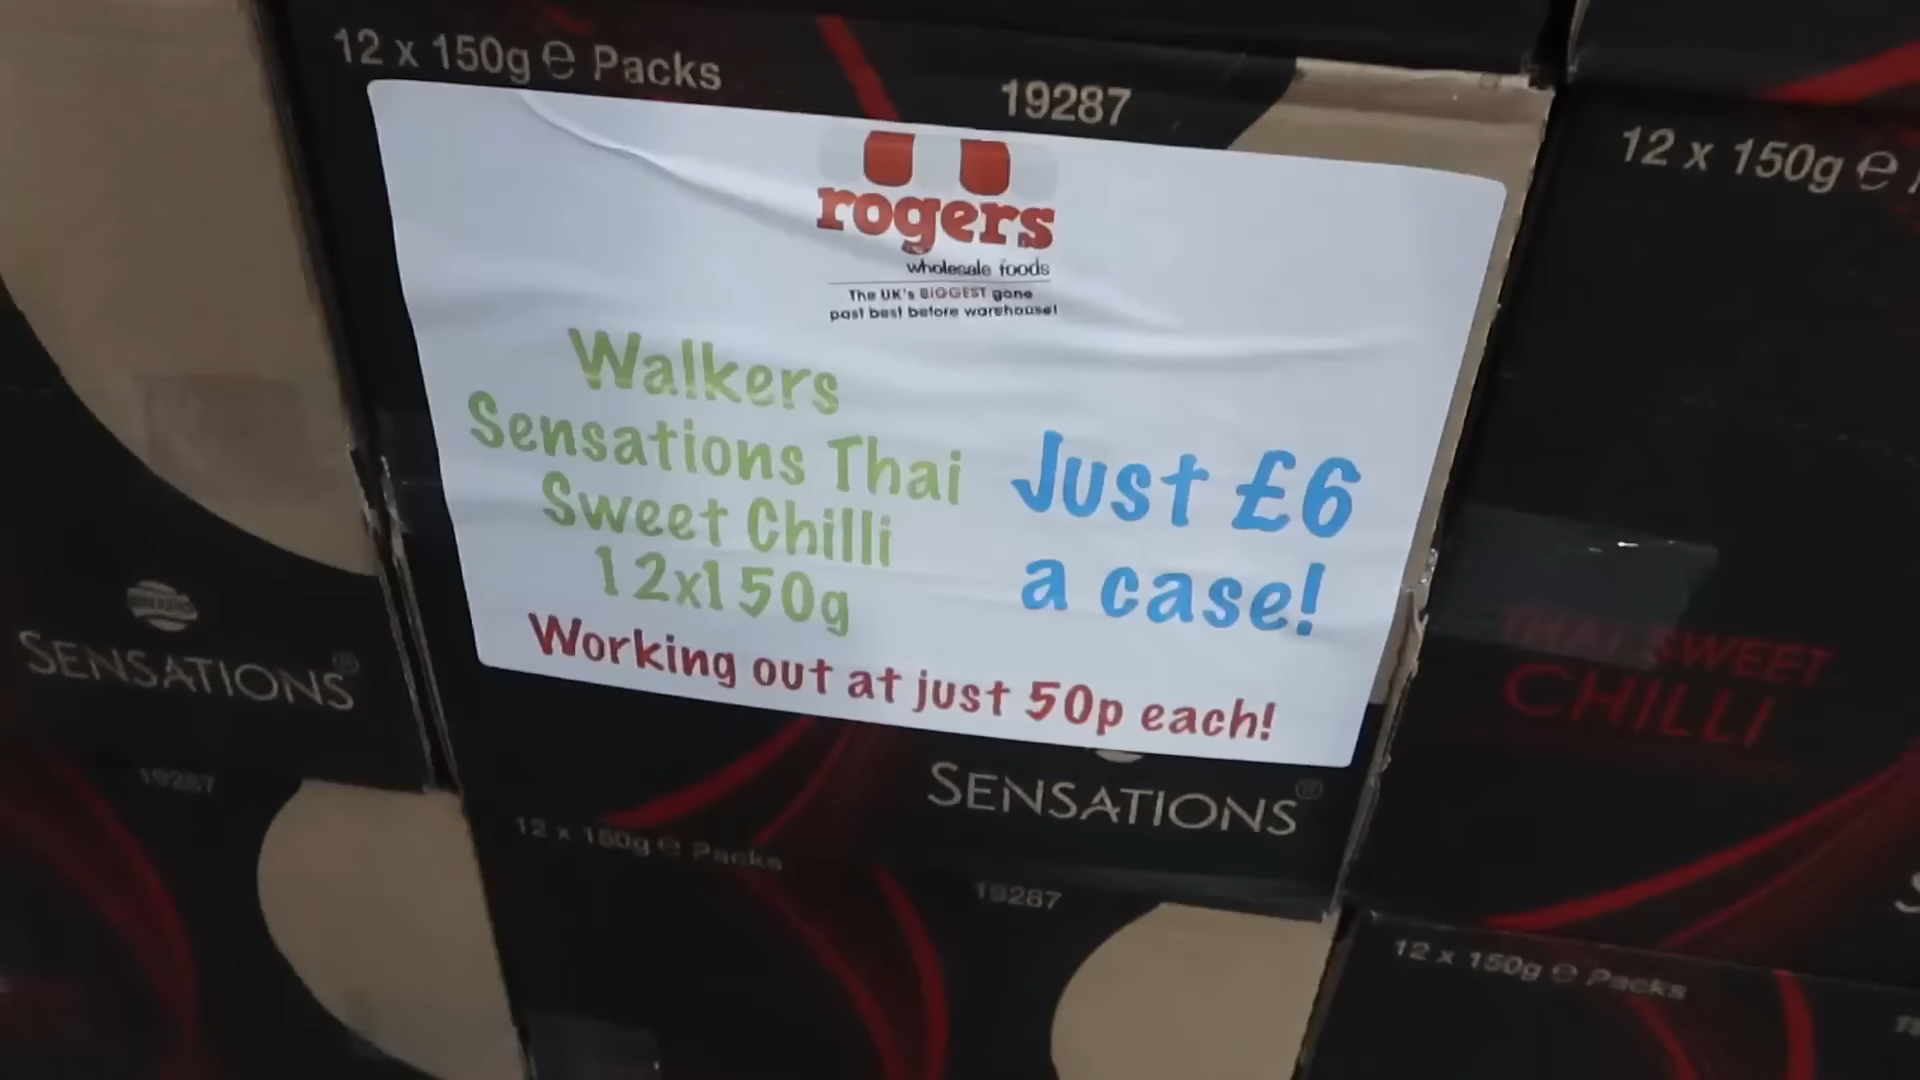 12 x 150g e Packs
19287
12 x 150g e
rogers
wholesale foods
The UK's BIGGEST gone
past best before warehouse!
Walkers
Sensations Thai
Sweet Chilli
12x150g
Just £6
a case!
Working out at just 50p each!
WALKERS
SENSATIONS®
THAI SWEET
CHILLI
SENSATIONS®
19287
12 x 150g e Packs
19287
12 x 150g e Packs